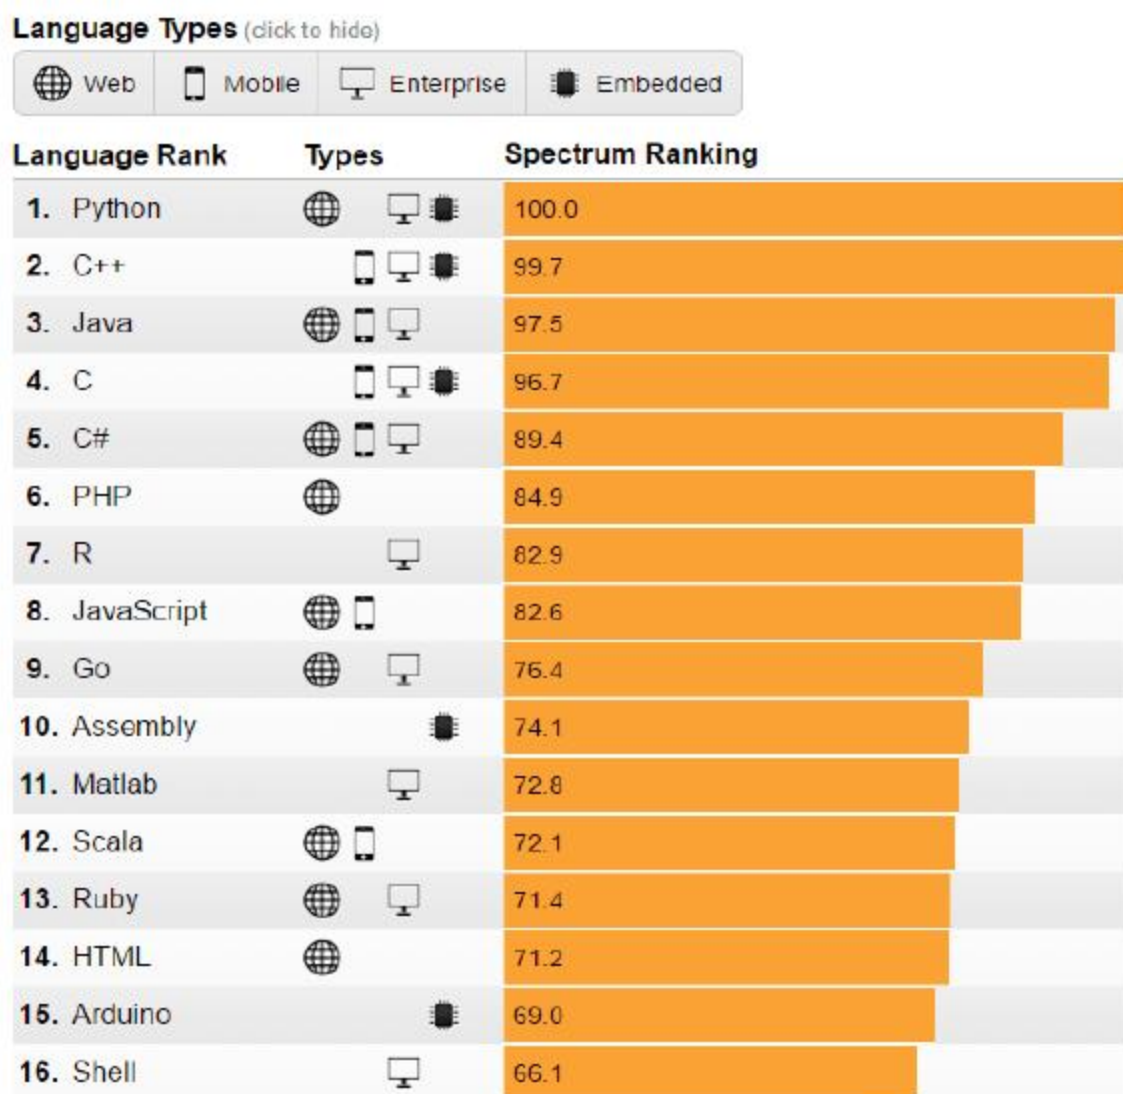 Language Types (click to hide)
Web Mobile Enterprise Embedded
Language Rank Types Spectrum Ranking
1. Python 100.0
2. C++ 99.7
3. Java 97.5
4. C 96.7
5. C# 89.4
6. PHP 84.9
7. R 82.9
8. JavaScript 82.6
9. Go 76.4
10. Assembly 74.1
11. Matlab 72.8
12. Scala 72.1
13. Ruby 71.4
14. HTML 71.2
15. Arduino 69.0
16. Shell 66.1